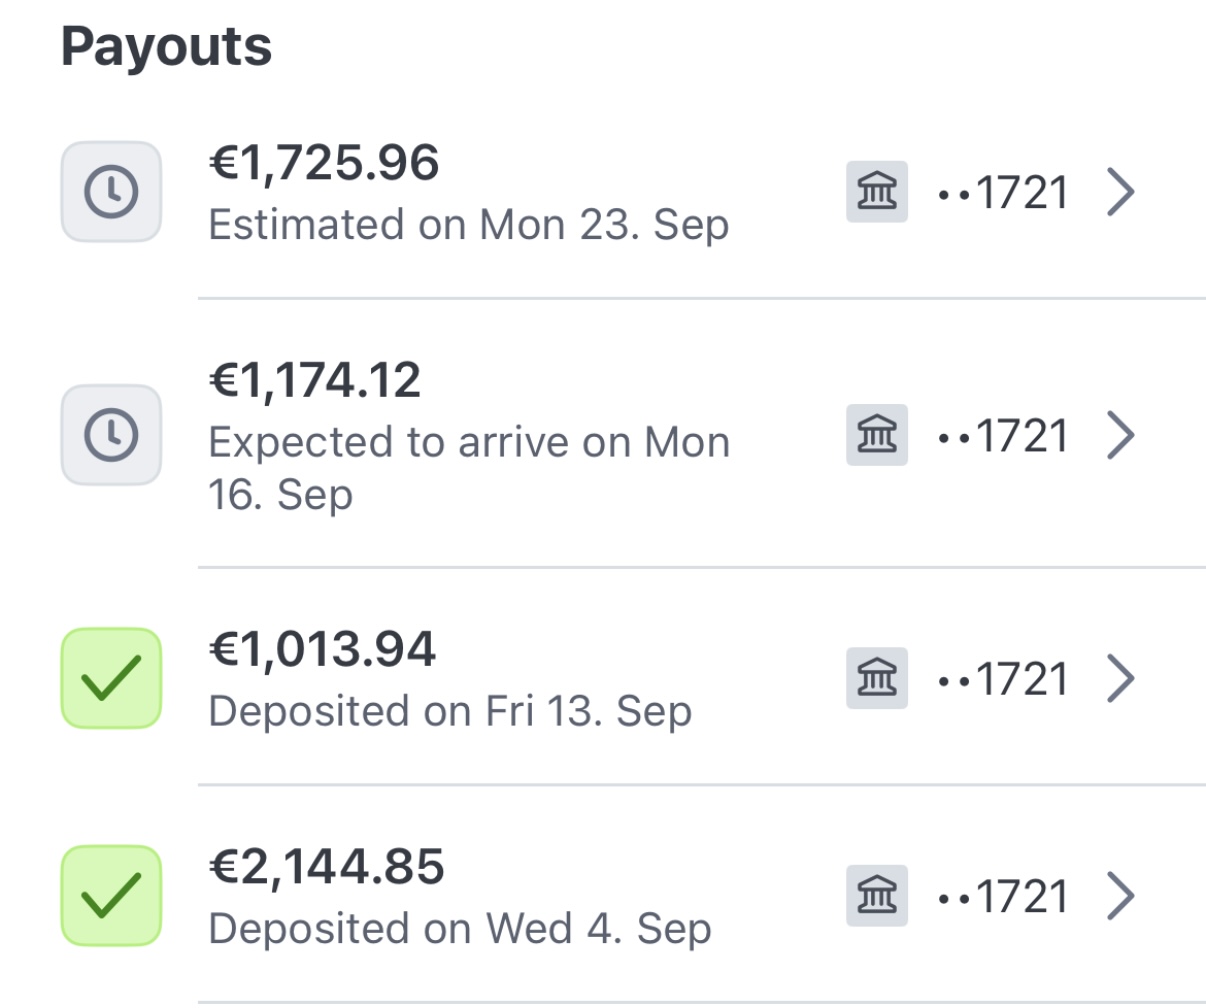 Payouts
€1,725.96
Estimated on Mon 23. Sep
··1721
€1,174.12
Expected to arrive on Mon
16. Sep
··1721
€1,013.94
Deposited on Fri 13. Sep
··1721
€2,144.85
Deposited on Wed 4. Sep
··1721